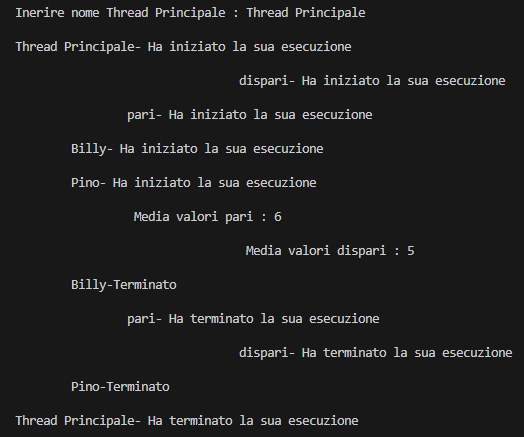 Inerire nome Thread Principale : Thread Principale
Thread Principale- Ha iniziato la sua esecuzione
dispari- Ha iniziato la sua esecuzione
pari- Ha iniziato la sua esecuzione
Billy- Ha iniziato la sua esecuzione
Pino- Ha iniziato la sua esecuzione
Media valori pari : 6
Media valori dispari : 5
Billy-Terminato
pari- Ha terminato la sua esecuzione
dispari- Ha terminato la sua esecuzione
Pino-Terminato
Thread Principale- Ha terminato la sua esecuzione